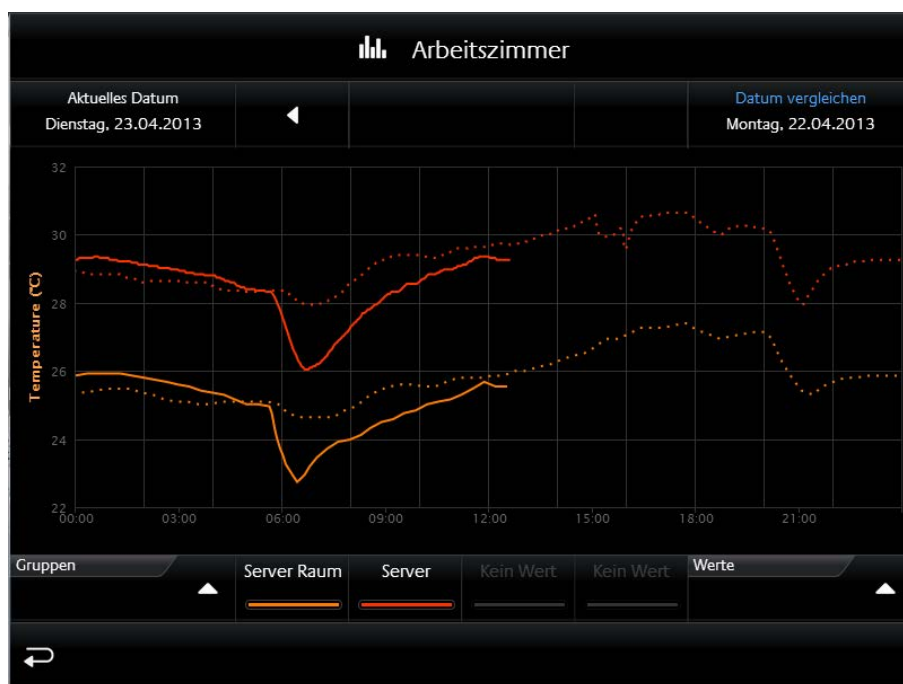 Arbeitszimmer
Aktuelles Datum
Dienstag, 23.04.2013
Datum vergleichen
Montag, 22.04.2013
Temperature (°C)
32
30
28
26
24
22
00:00 03:00 06:00 09:00 12:00 15:00 18:00 21:00
Gruppen
Server Raum
Server
Kein Wert
Kein Wert
Werte